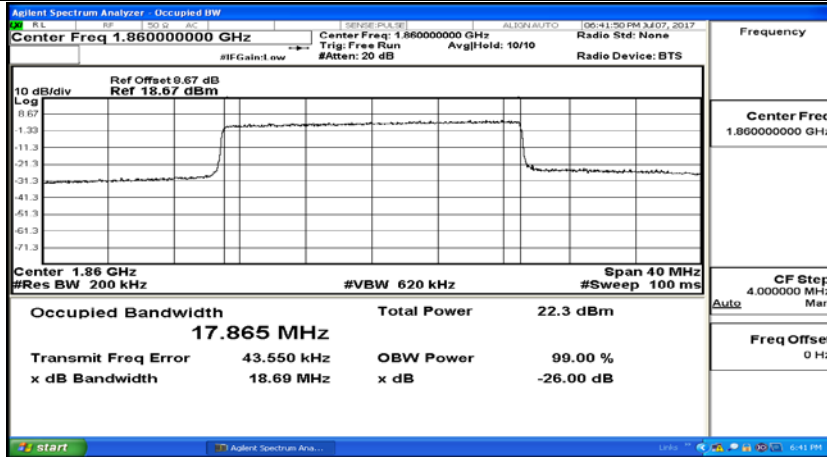 Agilent Spectrum Analyzer - Occupied BW
RL RF 50 Ω AC SENSE:PULSE ALIGNAUTO 06:41:50 PM Jul 07, 2017
Center Freq 1.860000000 GHz Center Freq: 1.860000000 GHz Radio Std: None Frequency
Trig: Free Run Avg|Hold: 10/10
#IFGain:Low #Atten: 20 dB Radio Device: BTS
Ref Offset 8.67 dB
10 dB/div Ref 18.67 dBm
Log
8.67
-1.33
-11.3
-21.3
-31.3
-41.3
-51.3
-61.3
-71.3
Center Freq
1.860000000 GHz
Center 1.86 GHz Span 40 MHz
#Res BW 200 kHz #VBW 620 kHz #Sweep 100 ms
CF Step
4.000000 MHz
Auto Man
Occupied Bandwidth Total Power 22.3 dBm
17.865 MHz
Freq Offset
0 Hz
Transmit Freq Error 43.550 kHz OBW Power 99.00 %
x dB Bandwidth 18.69 MHz x dB -26.00 dB
start Agilent Spectrum Ana... Links 6:41 PM